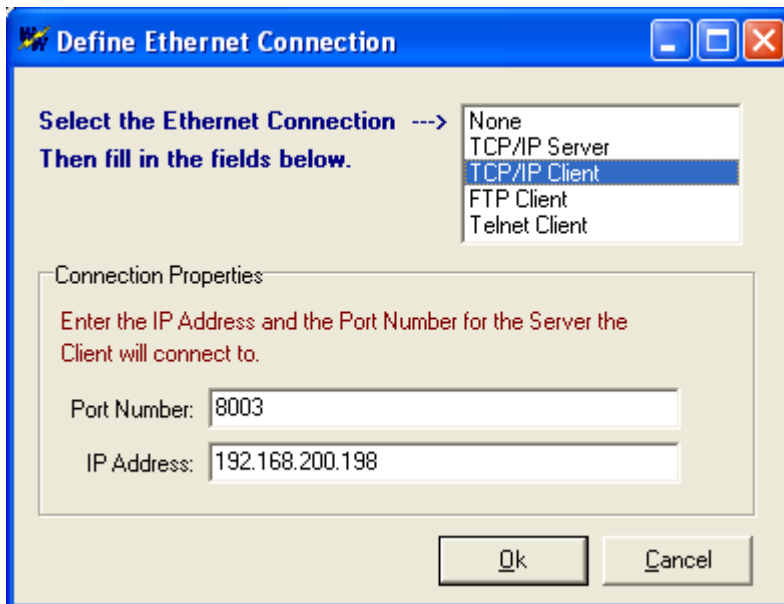 Define Ethernet Connection
Select the Ethernet Connection --->
Then fill in the fields below.
None
TCP/IP Server
TCP/IP Client
FTP Client
Telnet Client
Connection Properties
Enter the IP Address and the Port Number for the Server the
Client will connect to.
Port Number: 8003
IP Address: 192.168.200.198
Ok Cancel